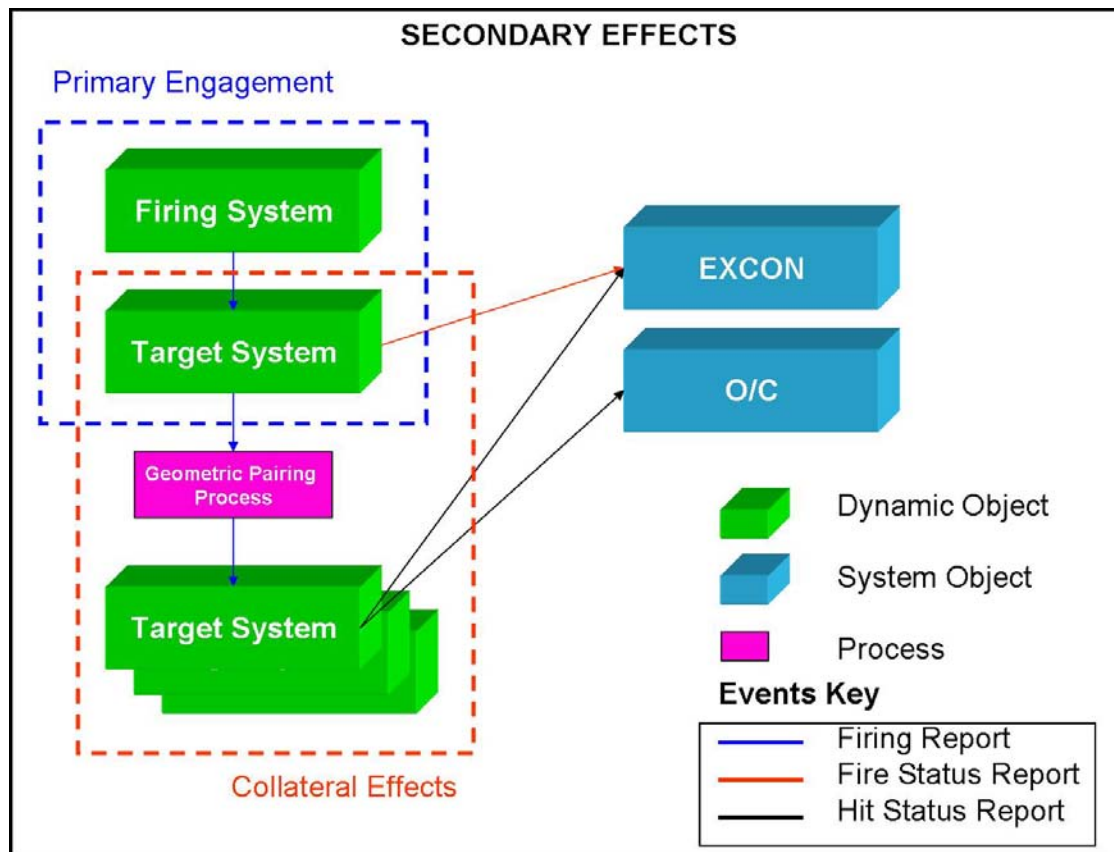 SECONDARY EFFECTS
Primary Engagement
Firing System
Target System
Geometric Pairing
Process
Target System
Collateral Effects
EXCON
O/C
Dynamic Object
System Object
Process
Events Key
Firing Report
Fire Status Report
Hit Status Report